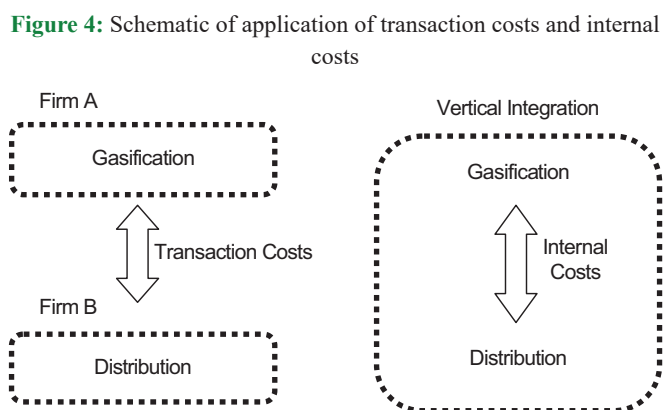 Figure 4: Schematic of application of transaction costs and internal
costs
Firm A
Gasification
Transaction Costs
Firm B
Distribution
Vertical Integration
Gasification
Internal
Costs
Distribution